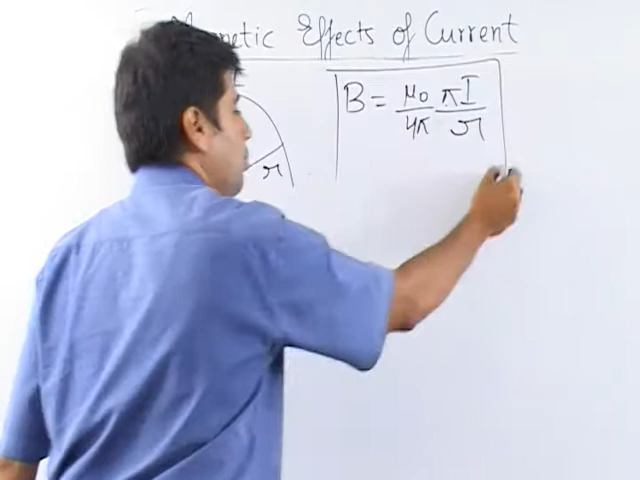 Effects of Current
B = μ₀/4π πI/r
r